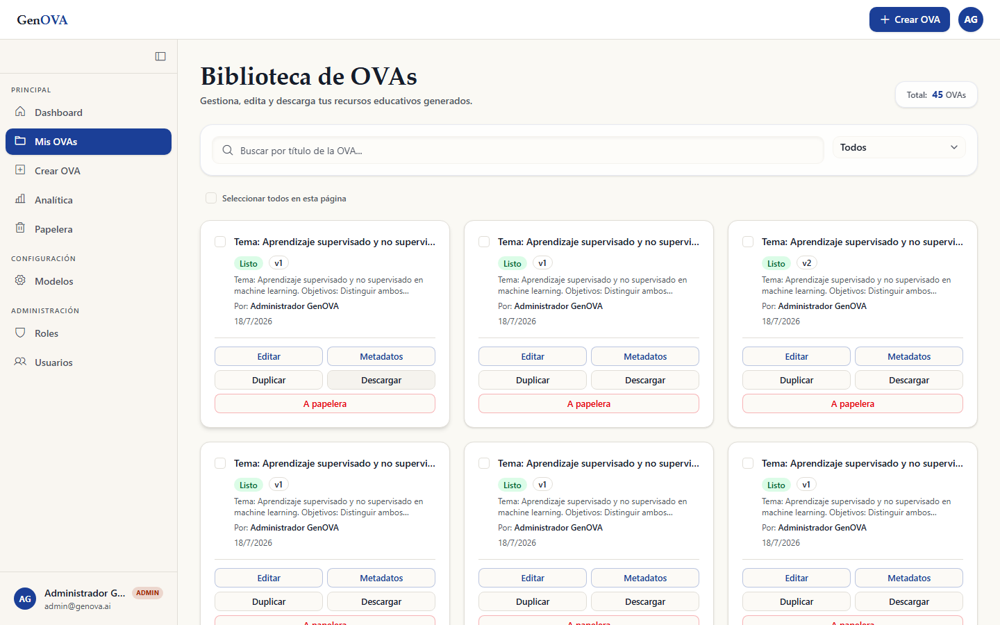 GenOVA
Crear OVA
AG
PRINCIPAL
Dashboard
Mis OVAs
Crear OVA
Analítica
Papelera
CONFIGURACIÓN
Modelos
ADMINISTRACIÓN
Roles
Usuarios
AG
Administrador G...
ADMIN
admin@genova.ai
Biblioteca de OVAs
Gestiona, edita y descarga tus recursos educativos generados.
Total: 45 OVAs
Buscar por título de la OVA...
Todos
Seleccionar todos en esta página
Tema: Aprendizaje supervisado y no supervi...
Listo v1
Tema: Aprendizaje supervisado y no supervisado en
machine learning. Objetivos: Distinguir ambos...
Por: Administrador GenOVA
18/7/2026
Editar Metadatos
Duplicar Descargar
A papelera
Tema: Aprendizaje supervisado y no supervi...
Listo v1
Tema: Aprendizaje supervisado y no supervisado en
machine learning. Objetivos: Distinguir ambos...
Por: Administrador GenOVA
18/7/2026
Editar Metadatos
Duplicar Descargar
A papelera
Tema: Aprendizaje supervisado y no supervi...
Listo v2
Tema: Aprendizaje supervisado y no supervisado en
machine learning. Objetivos: Distinguir ambos...
Por: Administrador GenOVA
18/7/2026
Editar Metadatos
Duplicar Descargar
A papelera
Tema: Aprendizaje supervisado y no supervi...
Listo v1
Tema: Aprendizaje supervisado y no supervisado en
machine learning. Objetivos: Distinguir ambos...
Por: Administrador GenOVA
18/7/2026
Editar Metadatos
Duplicar Descargar
A papelera
Tema: Aprendizaje supervisado y no supervi...
Listo v1
Tema: Aprendizaje supervisado y no supervisado en
machine learning. Objetivos: Distinguir ambos...
Por: Administrador GenOVA
18/7/2026
Editar Metadatos
Duplicar Descargar
A papelera
Tema: Aprendizaje supervisado y no supervi...
Listo v1
Tema: Aprendizaje supervisado y no supervisado en
machine learning. Objetivos: Distinguir ambos...
Por: Administrador GenOVA
18/7/2026
Editar Metadatos
Duplicar Descargar
A papelera